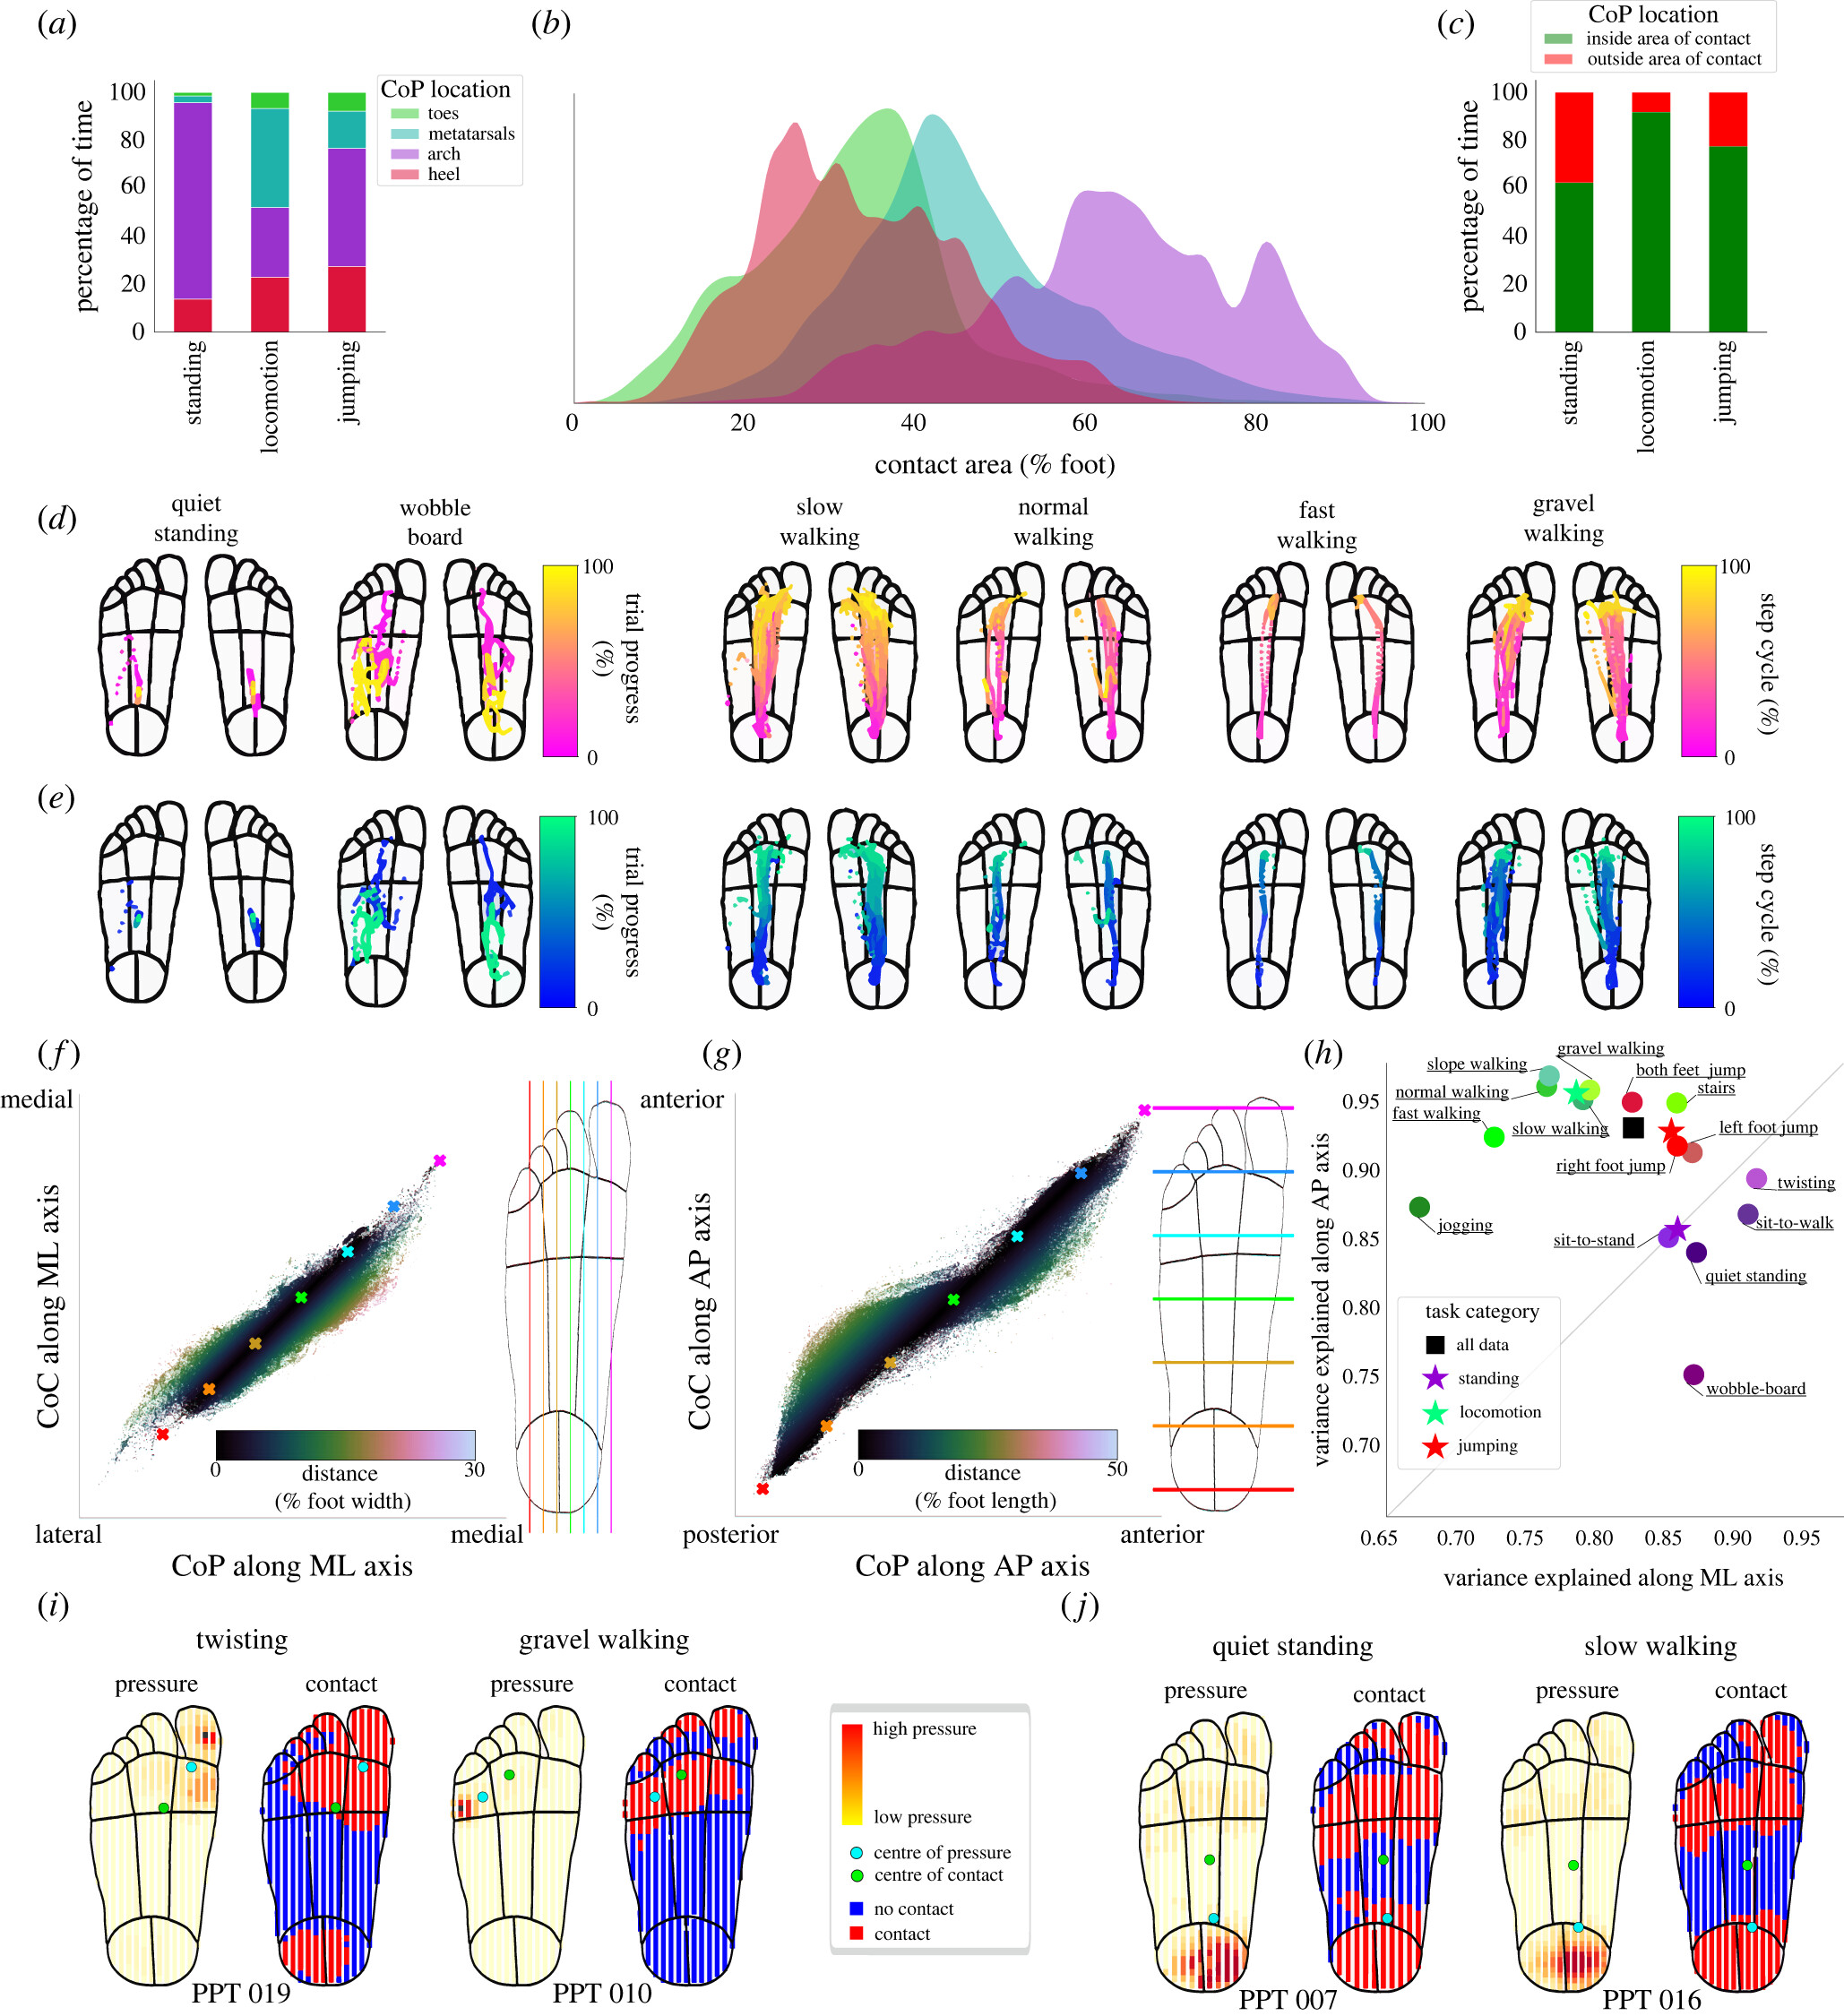 (a)
percentage of time
100
80
60
40
20
0
standing
locomotion
jumping
CoP location
toes
metatarsals
arch
heel
(b)
0
20
40
60
80
100
contact area (% foot)
(c)
CoP location
inside area of contact
outside area of contact
percentage of time
100
80
60
40
20
0
standing
locomotion
jumping
(d)
quiet
standing
wobble
board
100
0
trial progress
(%)
slow
walking
normal
walking
fast
walking
gravel
walking
100
0
step cycle (%)
(e)
100
0
trial progress
(%)
100
0
step cycle (%)
(f)
medial
CoC along ML axis
0
30
distance
(% foot width)
lateral
medial
CoP along ML axis
(g)
anterior
CoC along AP axis
0
50
distance
(% foot length)
posterior
anterior
CoP along AP axis
(h)
variance explained along AP axis
0.95
0.90
0.85
0.80
0.75
0.70
gravel walking
slope walking
both feet jump
normal walking
stairs
fast walking
slow walking
left foot jump
right foot jump
twisting
jogging
sit-to-walk
sit-to-stand
quiet standing
wobble-board
task category
all data
standing
locomotion
jumping
0.65
0.70
0.75
0.80
0.85
0.90
0.95
variance explained along ML axis
(i)
twisting
gravel walking
pressure
contact
pressure
contact
PPT 019
PPT 010
high pressure
low pressure
centre of pressure
centre of contact
no contact
contact
(j)
quiet standing
slow walking
pressure
contact
pressure
contact
PPT 007
PPT 016